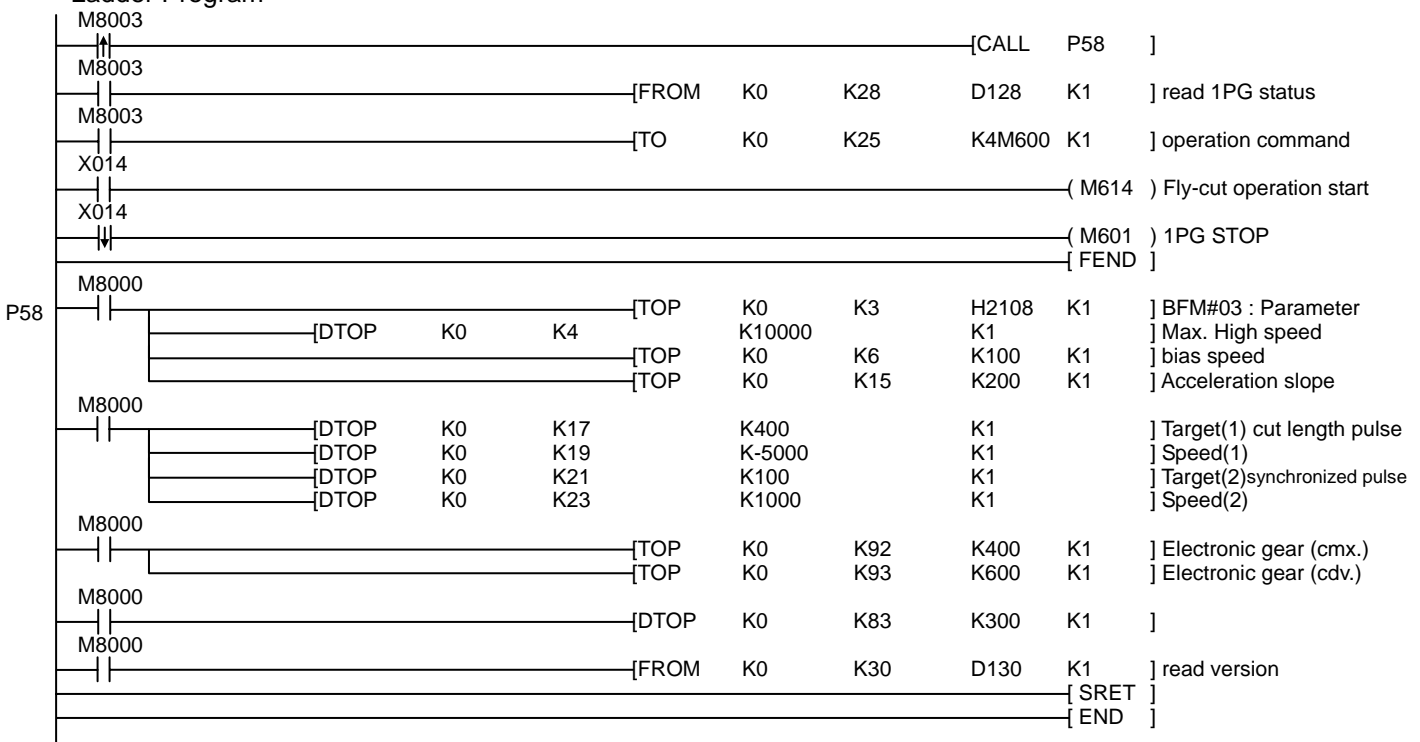 Ladder Program
M8003
[CALL P58 ]
M8003
[FROM K0 K28 D128 K1 ] read 1PG status
M8003
[TO K0 K25 K4M600 K1 ] operation command
X014
( M614 ) Fly-cut operation start
X014
( M601 ) 1PG STOP
[ FEND ]
M8000
P58 [TOP K0 K3 H2108 K1 ] BFM#03 : Parameter
[DTOP K0 K4 K10000 K1 ] Max. High speed
[TOP K0 K6 K100 K1 ] bias speed
[TOP K0 K15 K200 K1 ] Acceleration slope
M8000
[DTOP K0 K17 K400 K1 ] Target(1) cut length pulse
[DTOP K0 K19 K-5000 K1 ] Speed(1)
[DTOP K0 K21 K100 K1 ] Target(2)synchronized pulse
[DTOP K0 K23 K1000 K1 ] Speed(2)
M8000
[TOP K0 K92 K400 K1 ] Electronic gear (cmx.)
[TOP K0 K93 K600 K1 ] Electronic gear (cdv.)
M8000
[DTOP K0 K83 K300 K1 ]
M8000
[FROM K0 K30 D130 K1 ] read version
[ SRET ]
[ END ]